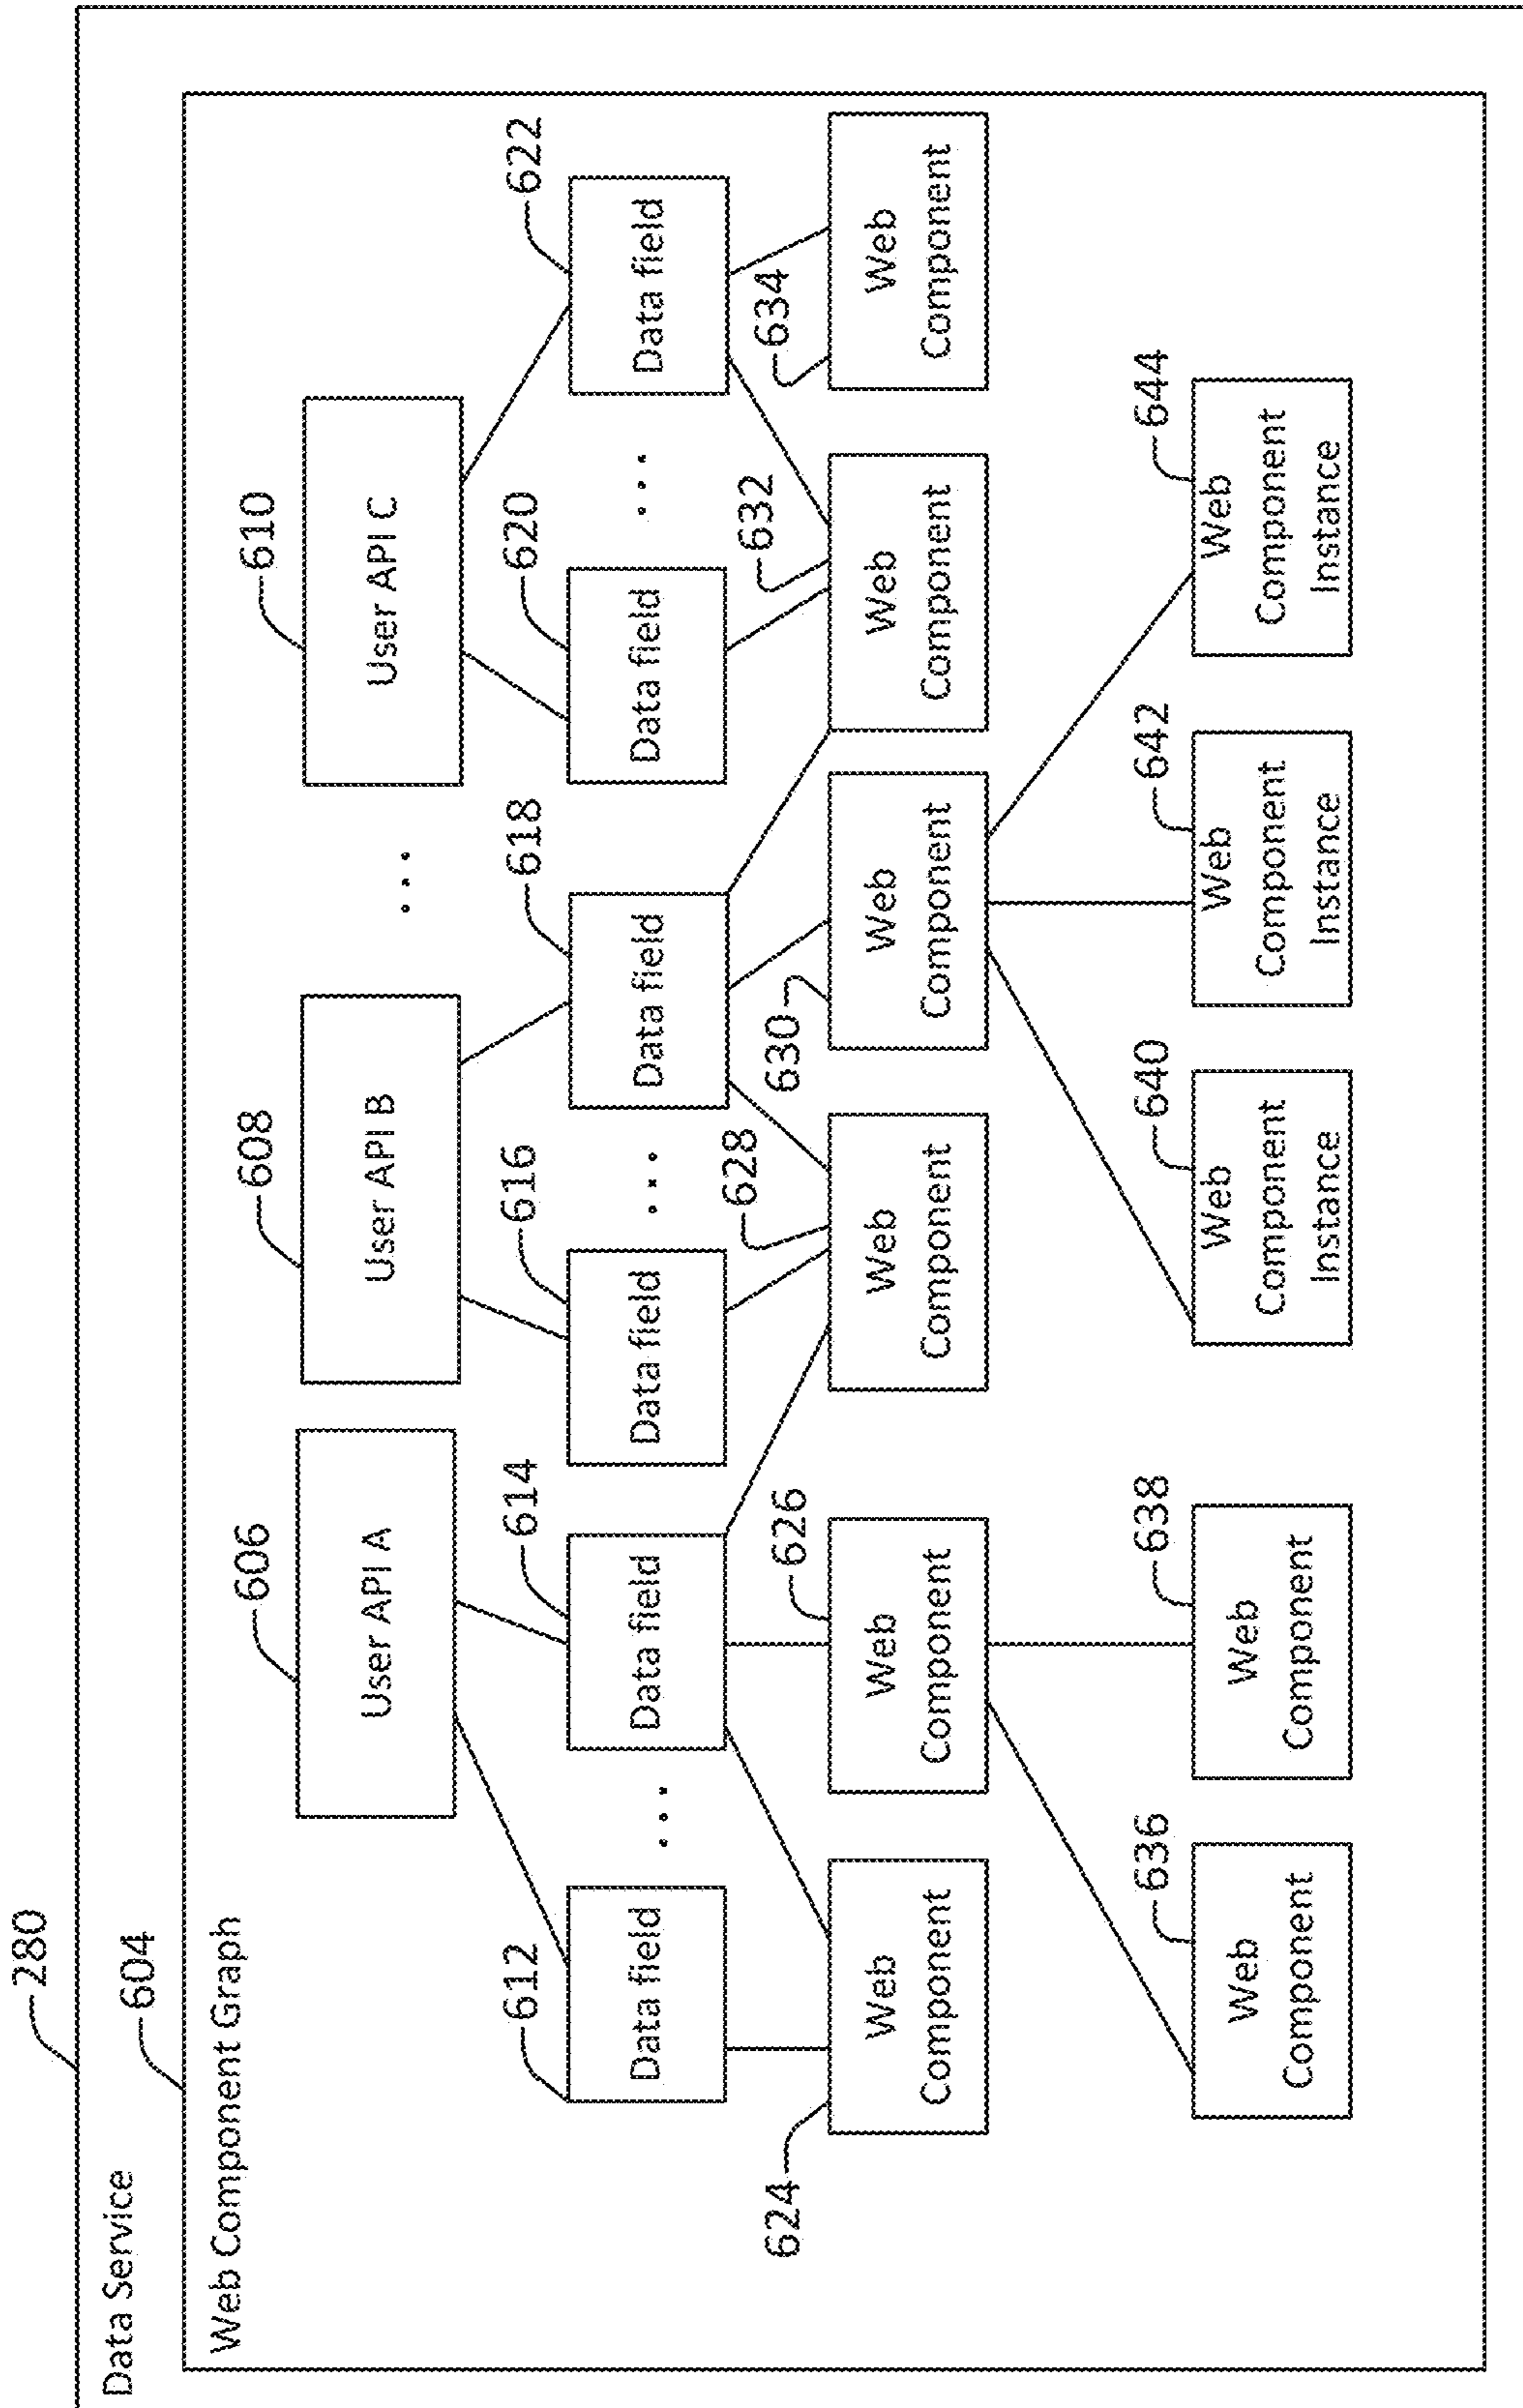 280
Data Service
604
Web Component Graph
606
608
610
User API A
User API B
...
User API C
612
614
616
618
620
622
Data field
...
Data field
Data field
...
Data field
Data field
...
Data field
624
626
628
630
632
634
Web
Component
Web
Component
Web
Component
Web
Component
Web
Component
Web
Component
636
638
640
642
644
Web
Component
Web
Component
Web
Component
Instance
Web
Component
Instance
Web
Component
Instance